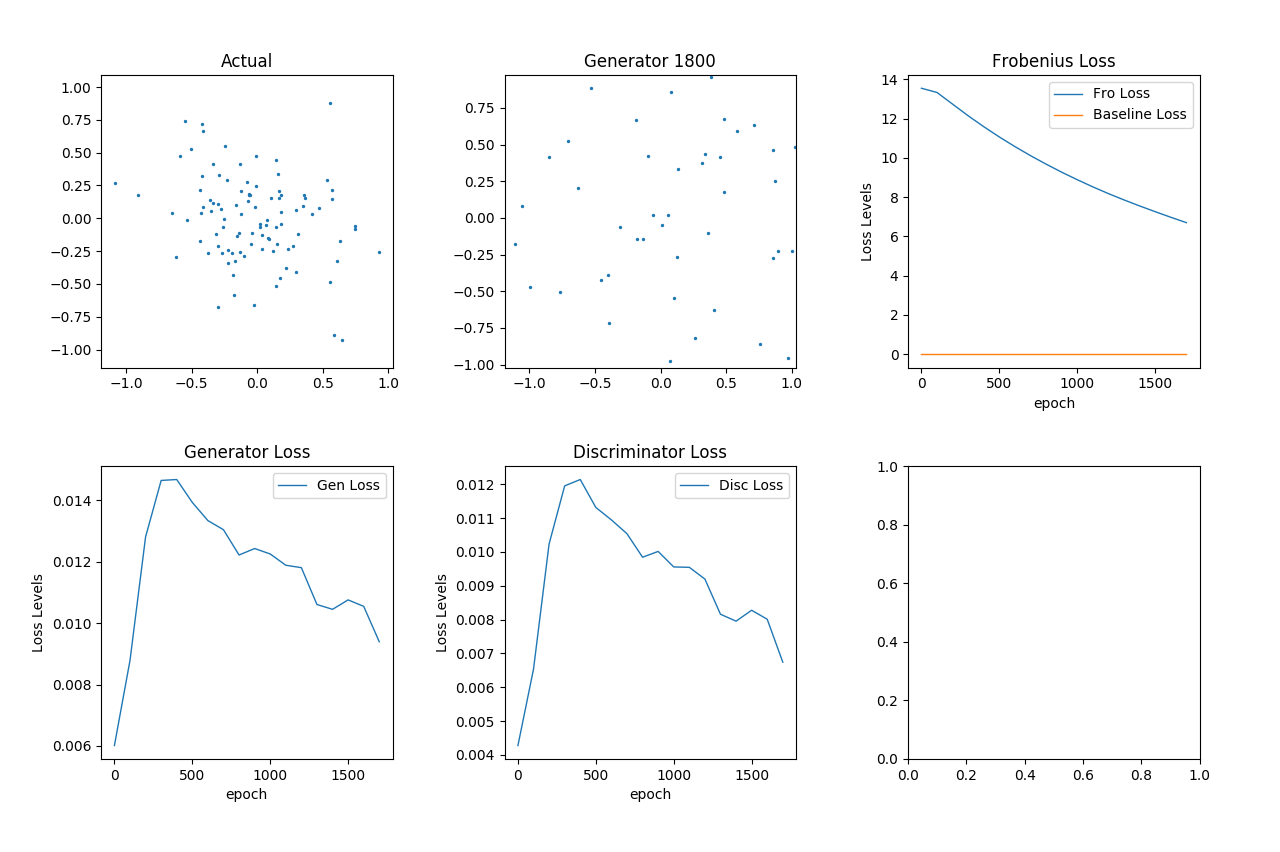 Actual
1.00
0.75
0.50
0.25
0.00
−0.25
−0.50
−0.75
−1.00
−1.0 −0.5 0.0 0.5 1.0
Generator 1800
0.75
0.50
0.25
0.00
−0.25
−0.50
−0.75
−1.00
−1.0 −0.5 0.0 0.5 1.0
Frobenius Loss
Fro Loss
Baseline Loss
Loss Levels
14
12
10
8
6
4
2
0
0 500 1000 1500
epoch
Generator Loss
Gen Loss
Loss Levels
0.014
0.012
0.010
0.008
0.006
0 500 1000 1500
epoch
Discriminator Loss
Disc Loss
Loss Levels
0.012
0.011
0.010
0.009
0.008
0.007
0.006
0.005
0.004
0 500 1000 1500
epoch
1.0
0.8
0.6
0.4
0.2
0.0
0.0 0.2 0.4 0.6 0.8 1.0